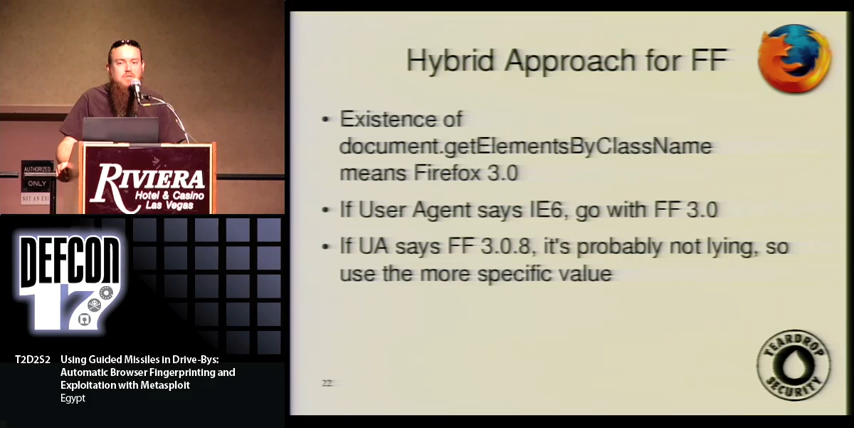 Hybrid Approach for FF
• Existence of
document.getElementsByClassName
means Firefox 3.0
• If User Agent says IE6, go with FF 3.0
• If UA says FF 3.0.8, it's probably not lying, so
use the more specific value
22
TEARDROP
SECURITY
AUTHORIZED
ONLY
RIVIERA
Hotel & Casino
Las Vegas
DEFCON
17
T2D2S2 Using Guided Missiles in Drive-Bys:
Automatic Browser Fingerprinting and
Exploitation with Metasploit
Egypt